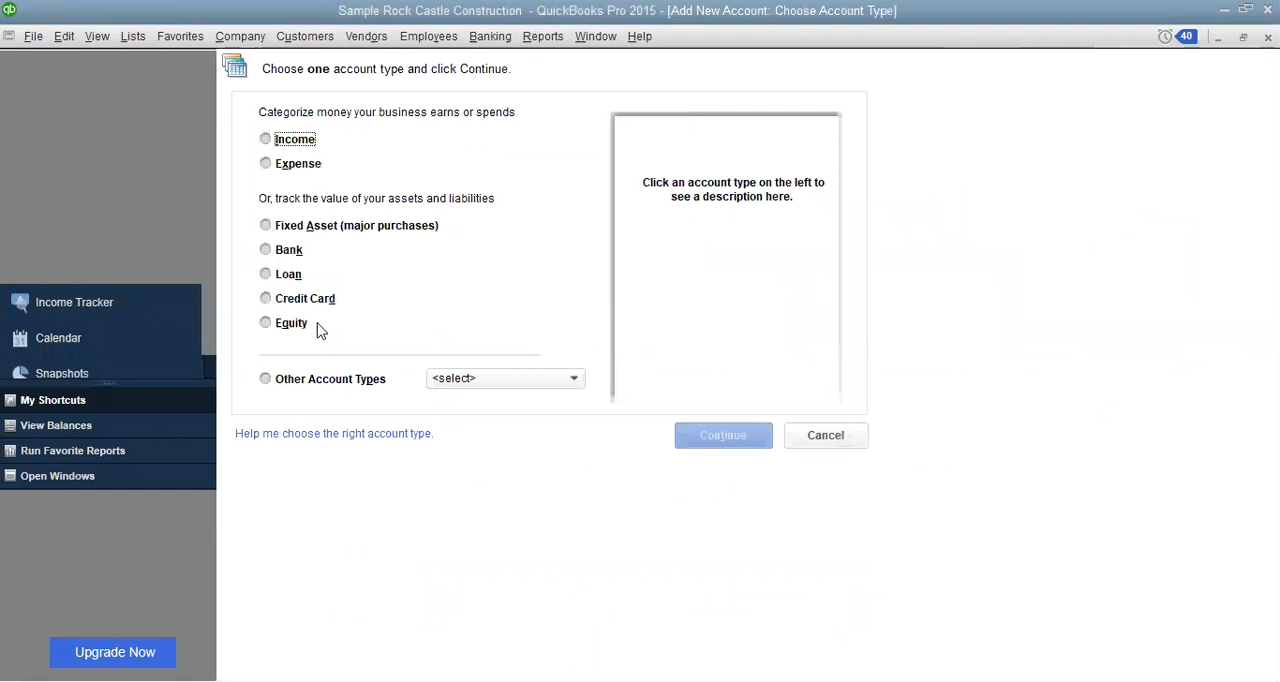 Sample Rock Castle Construction - QuickBooks Pro 2015 - [Add New Account: Choose Account Type]
File Edit View Lists Favorites Company Customers Vendors Employees Banking Reports Window Help
40
Choose one account type and click Continue.
Categorize money your business earns or spends
Income
Expense
Or, track the value of your assets and liabilities
Fixed Asset (major purchases)
Bank
Loan
Credit Card
Equity
Other Account Types
<select>
Click an account type on the left to
see a description here.
Help me choose the right account type.
Continue
Cancel
Income Tracker
Calendar
Snapshots
My Shortcuts
View Balances
Run Favorite Reports
Open Windows
Upgrade Now